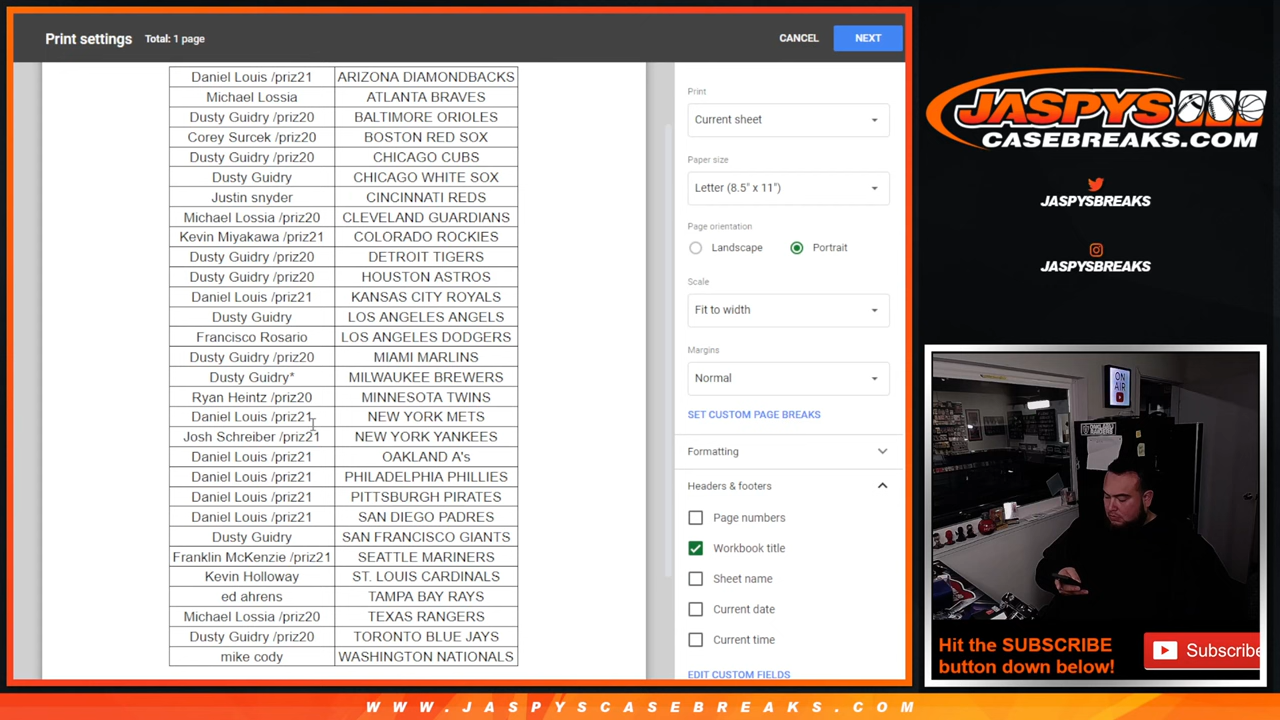 Print settings Total: 1 page CANCEL NEXT
Daniel Louis /priz21 ARIZONA DIAMONDBACKS
Michael Lossia ATLANTA BRAVES
Dusty Guidry /priz20 BALTIMORE ORIOLES
Corey Surcek /priz20 BOSTON RED SOX
Dusty Guidry /priz20 CHICAGO CUBS
Dusty Guidry CHICAGO WHITE SOX
Justin snyder CINCINNATI REDS
Michael Lossia /priz20 CLEVELAND GUARDIANS
Kevin Miyakawa /priz21 COLORADO ROCKIES
Dusty Guidry /priz20 DETROIT TIGERS
Dusty Guidry /priz20 HOUSTON ASTROS
Daniel Louis /priz21 KANSAS CITY ROYALS
Dusty Guidry LOS ANGELES ANGELS
Francisco Rosario LOS ANGELES DODGERS
Dusty Guidry /priz20 MIAMI MARLINS
Dusty Guidry* MILWAUKEE BREWERS
Ryan Heintz /priz20 MINNESOTA TWINS
Daniel Louis /priz21 NEW YORK METS
Josh Schreiber /priz21 NEW YORK YANKEES
Daniel Louis /priz21 OAKLAND A's
Daniel Louis /priz21 PHILADELPHIA PHILLIES
Daniel Louis /priz21 PITTSBURGH PIRATES
Daniel Louis /priz21 SAN DIEGO PADRES
Dusty Guidry SAN FRANCISCO GIANTS
Franklin McKenzie /priz21 SEATTLE MARINERS
Kevin Holloway ST. LOUIS CARDINALS
ed ahrens TAMPA BAY RAYS
Michael Lossia /priz20 TEXAS RANGERS
Dusty Guidry /priz20 TORONTO BLUE JAYS
mike cody WASHINGTON NATIONALS
Print
Current sheet
Paper size
Letter (8.5" x 11")
Page orientation
Landscape Portrait
Scale
Fit to width
Margins
Normal
SET CUSTOM PAGE BREAKS
Formatting
Headers & footers
Page numbers
Workbook title
Sheet name
Current date
Current time
EDIT CUSTOM FIELDS
JASPYS
CASEBREAKS.COM
JASPYSBREAKS
JASPYSBREAKS
ON AIR
Hit the SUBSCRIBE
button down below!
Subscribe
WWW.JASPYSCASEBREAKS.COM